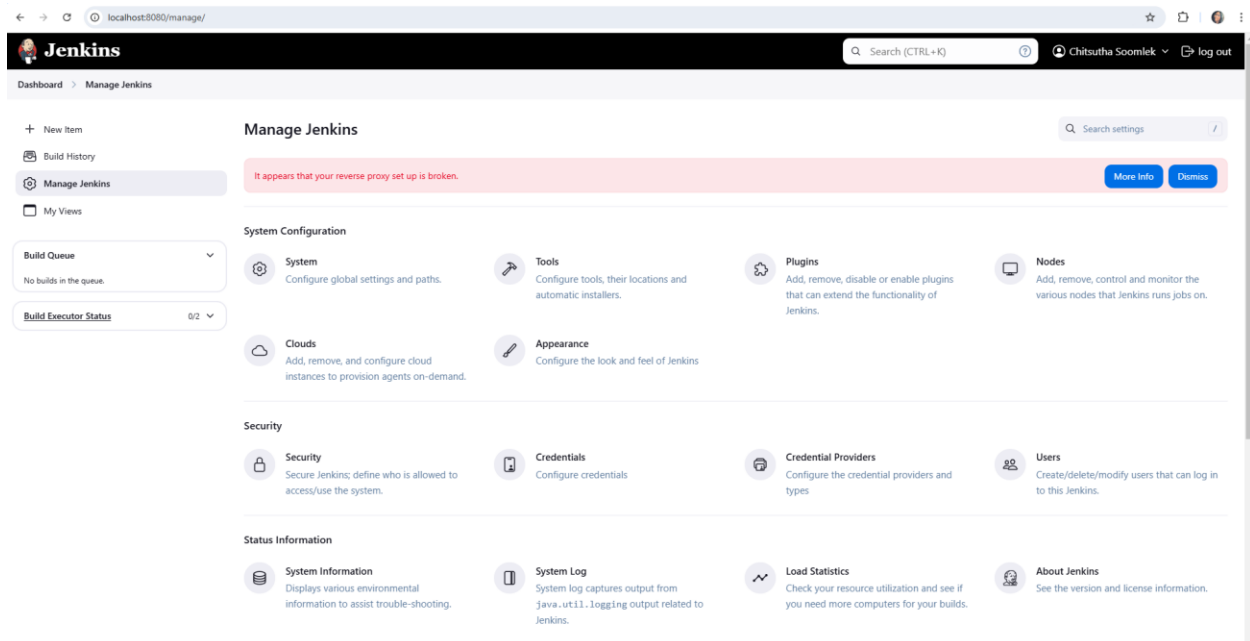 localhost:8080/manage/
Jenkins
Search (CTRL+K)
?
Chitsutha Soomlek
log out
Dashboard > Manage Jenkins
+ New Item
Build History
Manage Jenkins
My Views
Build Queue
No builds in the queue.
Build Executor Status
0/2
Manage Jenkins
Search settings
/
It appears that your reverse proxy set up is broken.
More Info
Dismiss
System Configuration
System
Configure global settings and paths.
Tools
Configure tools, their locations and
automatic installers.
Plugins
Add, remove, disable or enable plugins
that can extend the functionality of
Jenkins.
Nodes
Add, remove, control and monitor the
various nodes that Jenkins runs jobs on.
Clouds
Add, remove, and configure cloud
instances to provision agents on-demand.
Appearance
Configure the look and feel of Jenkins
Security
Security
Secure Jenkins; define who is allowed to
access/use the system.
Credentials
Configure credentials
Credential Providers
Configure the credential providers and
types
Users
Create/delete/modify users that can log in
to this Jenkins.
Status Information
System Information
Displays various environmental
information to assist trouble-shooting.
System Log
System log captures output from
java.util.logging output related to
Jenkins.
Load Statistics
Check your resource utilization and see if
you need more computers for your builds.
About Jenkins
See the version and license information.